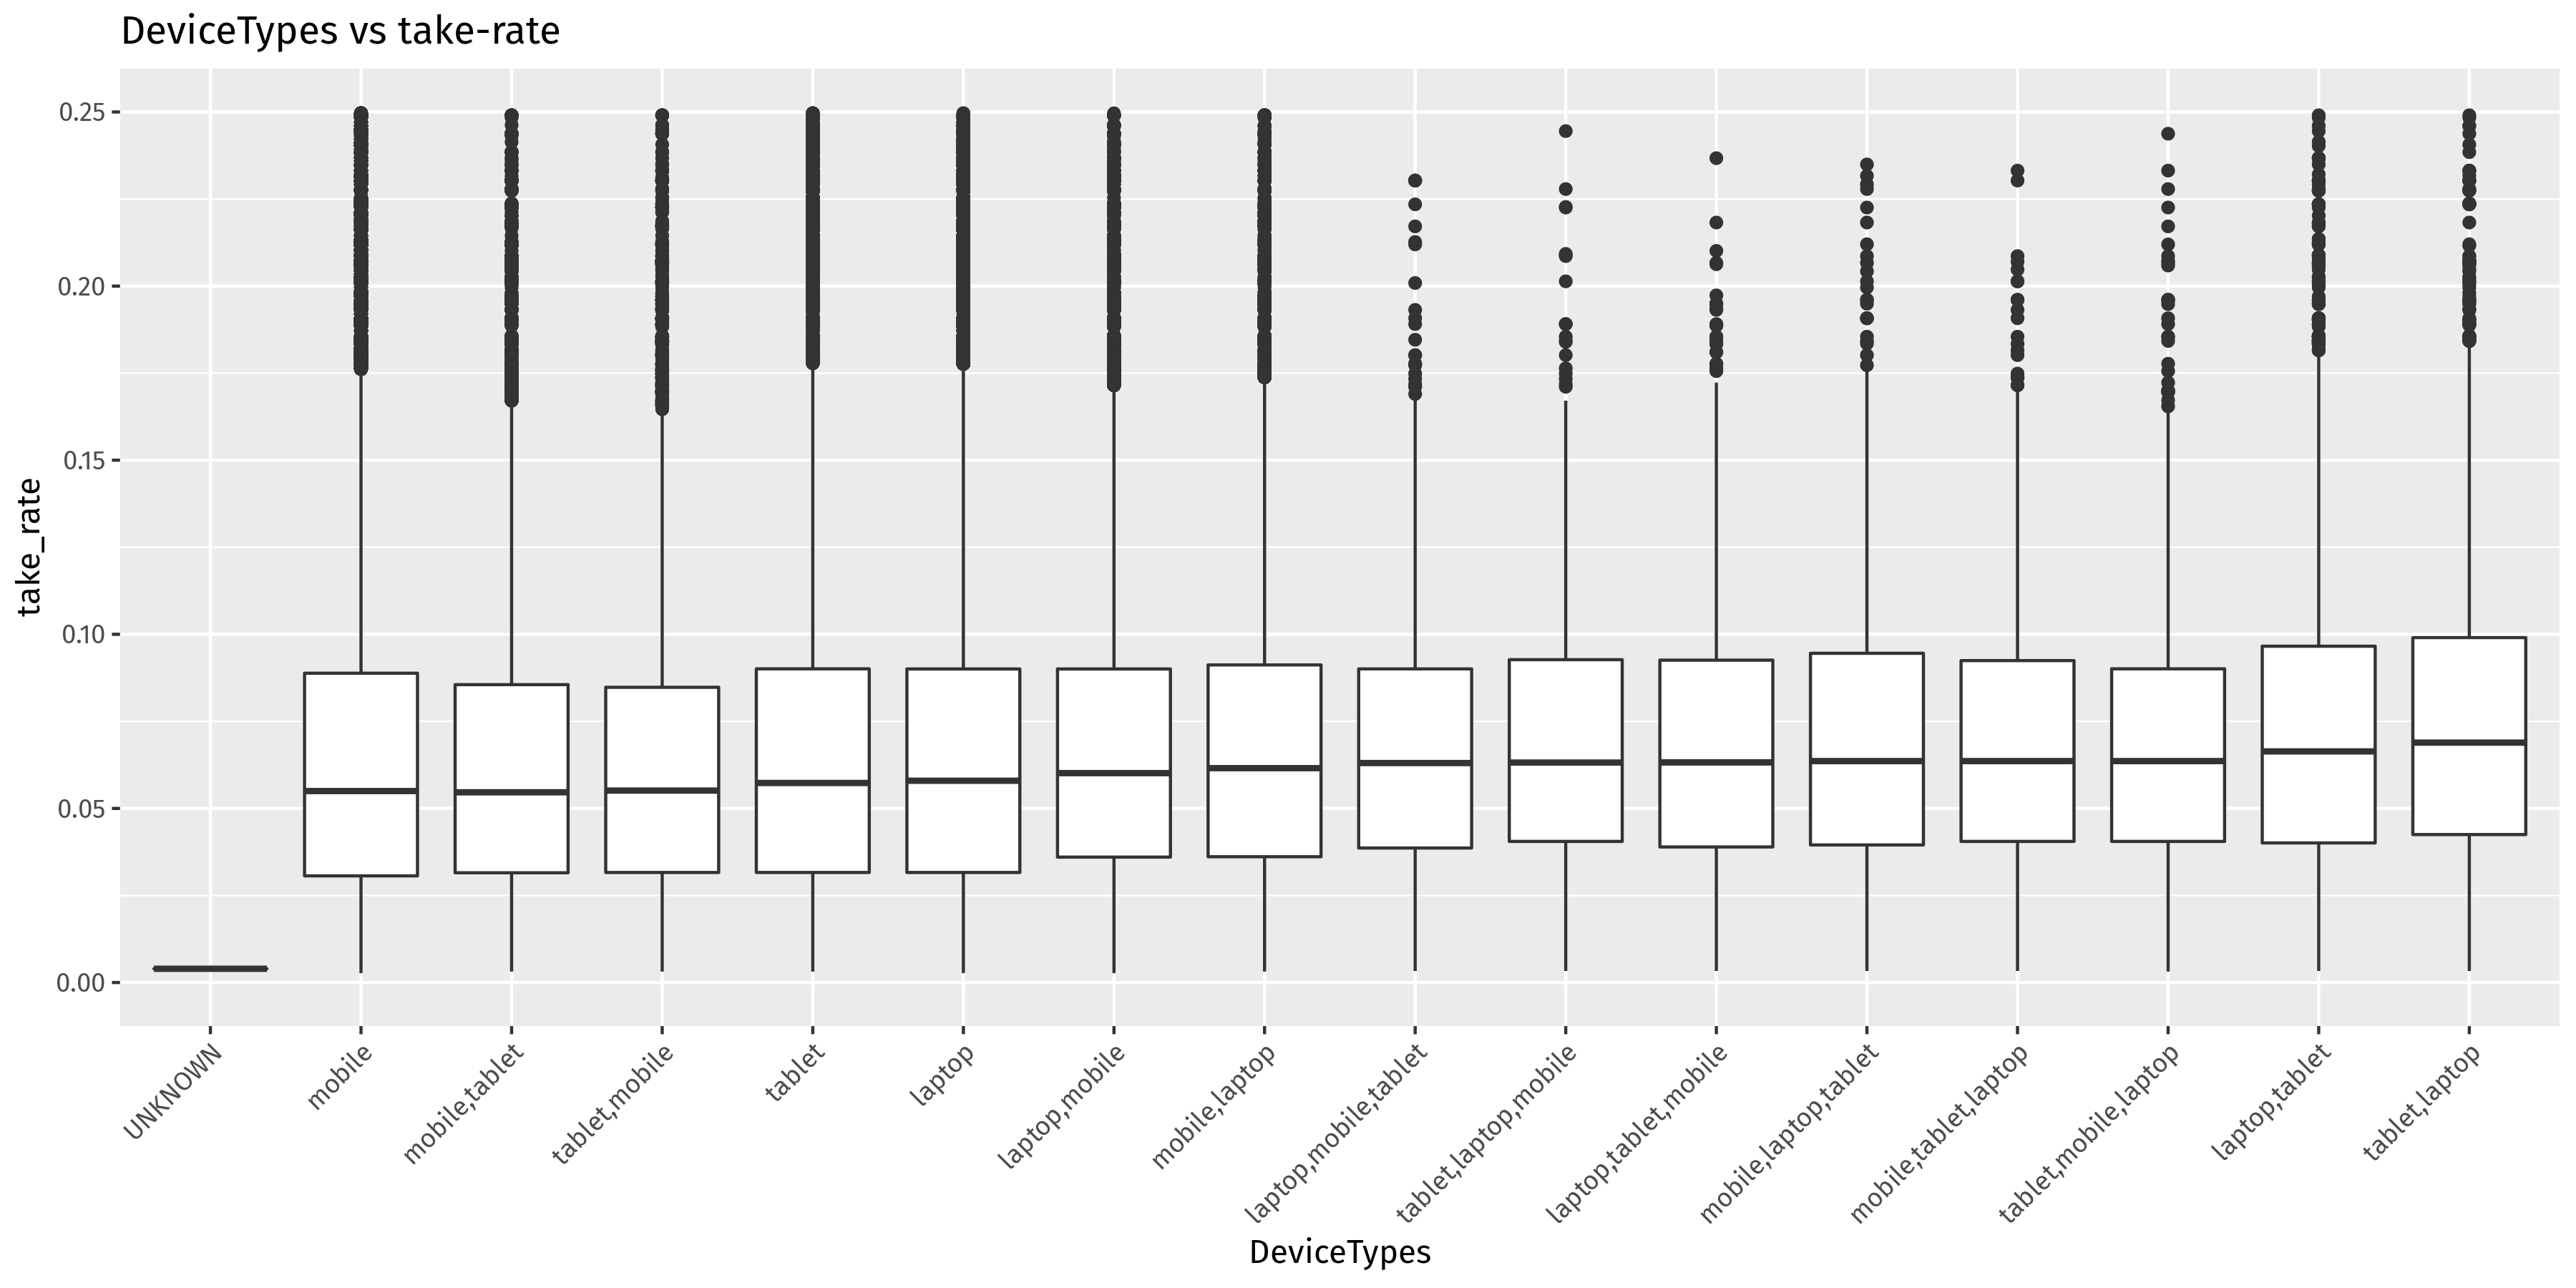 DeviceTypes vs take-rate
take_rate
0.25
0.20
0.15
0.10
0.05
0.00
UNKNOWN
mobile
mobile,tablet
tablet,mobile
tablet
laptop
laptop,mobile
mobile,laptop
laptop,mobile,tablet
tablet,laptop,mobile
laptop,tablet,mobile
mobile,laptop,tablet
mobile,tablet,laptop
tablet,mobile,laptop
laptop,tablet
tablet,laptop
DeviceTypes